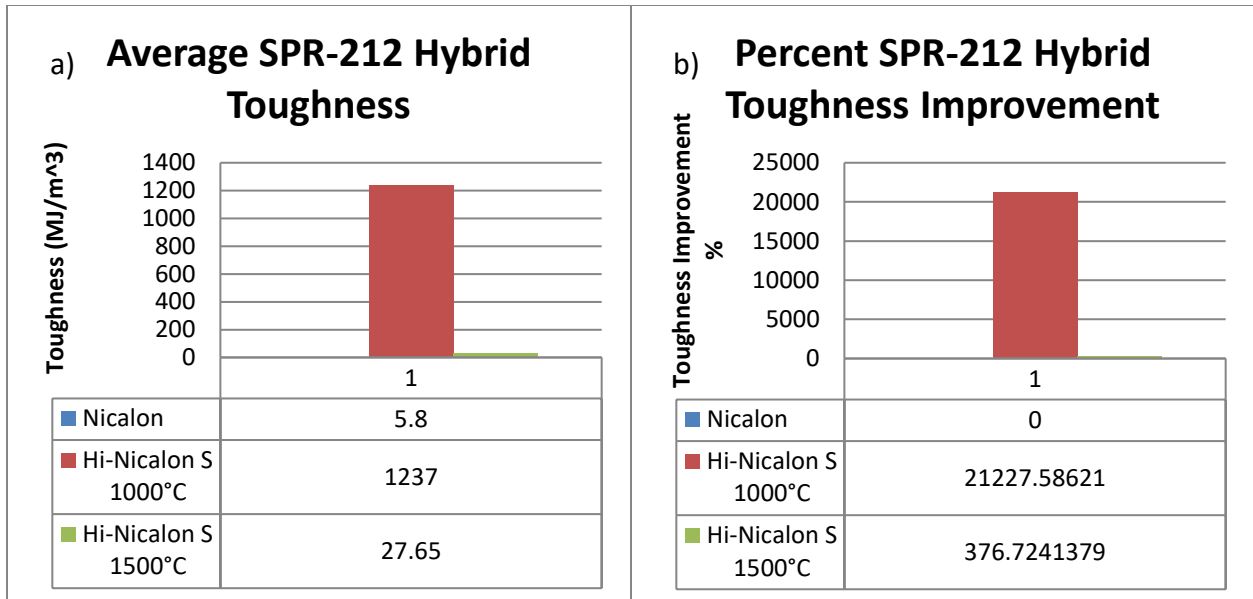 a) Average SPR-212 Hybrid
Toughness
Toughness (MJ/m^3)
1400
1200
1000
800
600
400
200
0
1
Nicalon
5.8
Hi-Nicalon S
1000°C
1237
Hi-Nicalon S
1500°C
27.65
b) Percent SPR-212 Hybrid
Toughness Improvement
Toughness Improvement
%
25000
20000
15000
10000
5000
0
1
Nicalon
0
Hi-Nicalon S
1000°C
21227.58621
Hi-Nicalon S
1500°C
376.7241379